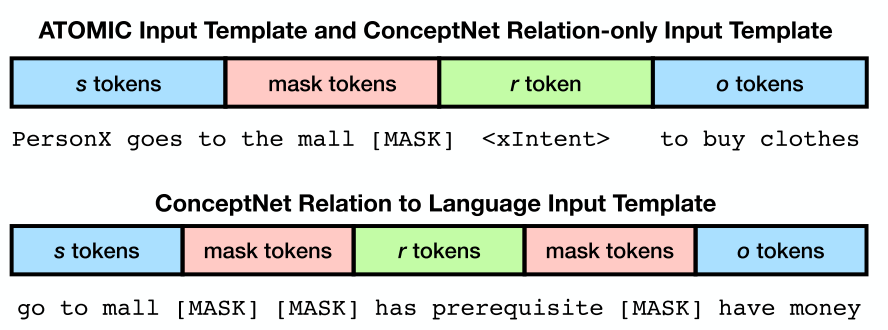 ATOMIC Input Template and ConceptNet Relation-only Input Template
s tokens mask tokens r token o tokens
PersonX goes to the mall [MASK] <xIntent> to buy clothes
ConceptNet Relation to Language Input Template
s tokens mask tokens r tokens mask tokens o tokens
go to mall [MASK] [MASK] has prerequisite [MASK] have money